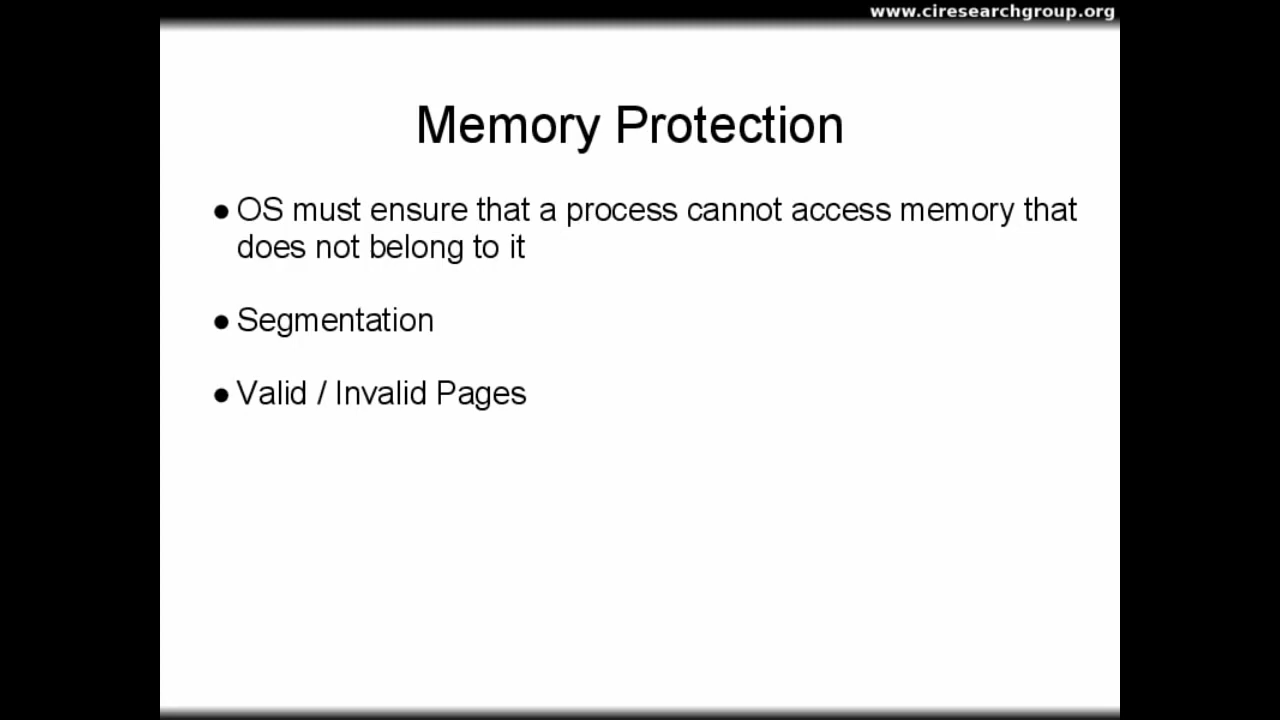 www.ciresearchgroup.org
Memory Protection
● OS must ensure that a process cannot access memory that
does not belong to it
● Segmentation
● Valid / Invalid Pages